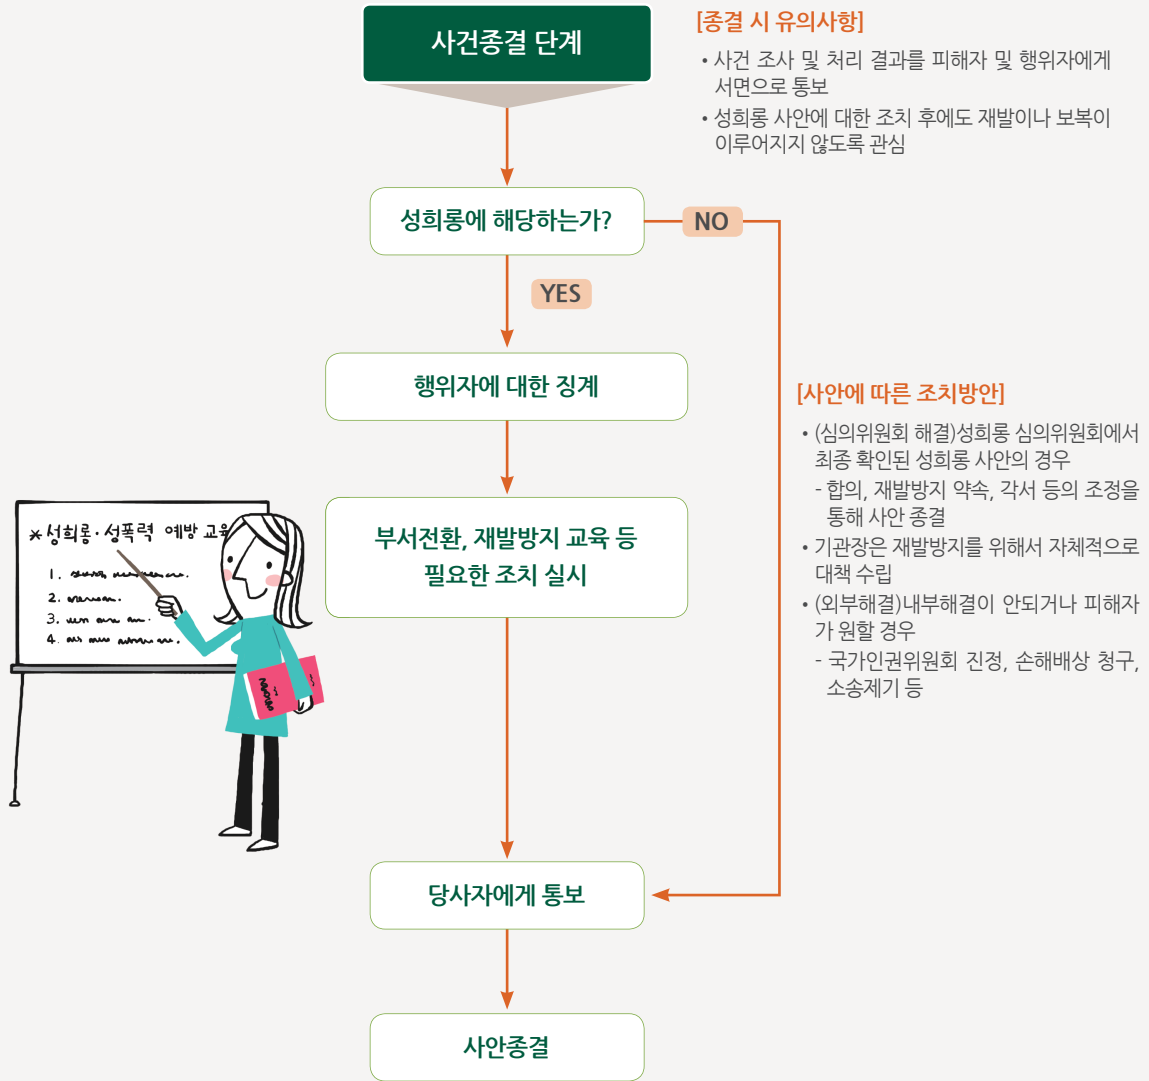 사건종결 단계
[종결 시 유의사항]
• 사건 조사 및 처리 결과를 피해자 및 행위자에게
서면으로 통보
• 성희롱 사안에 대한 조치 후에도 재발이나 보복이
이루어지지 않도록 관심
성희롱에 해당하는가?
NO
YES
행위자에 대한 징계
[사안에 따른 조치방안]
• (심의위원회 해결)성희롱 심의위원회에서
최종 확인된 성희롱 사안의 경우
- 합의, 재발방지 약속, 각서 등의 조정을
통해 사안 종결
• 기관장은 재발방지를 위해서 자체적으로
대책 수립
• (외부해결)내부해결이 안되거나 피해자
가 원할 경우
- 국가인권위원회 진정, 손해배상 청구,
소송제기 등
부서전환, 재발방지 교육 등
필요한 조치 실시
* 성희롱·성폭력 예방 교육
1.
2.
3.
4.
당사자에게 통보
사안종결